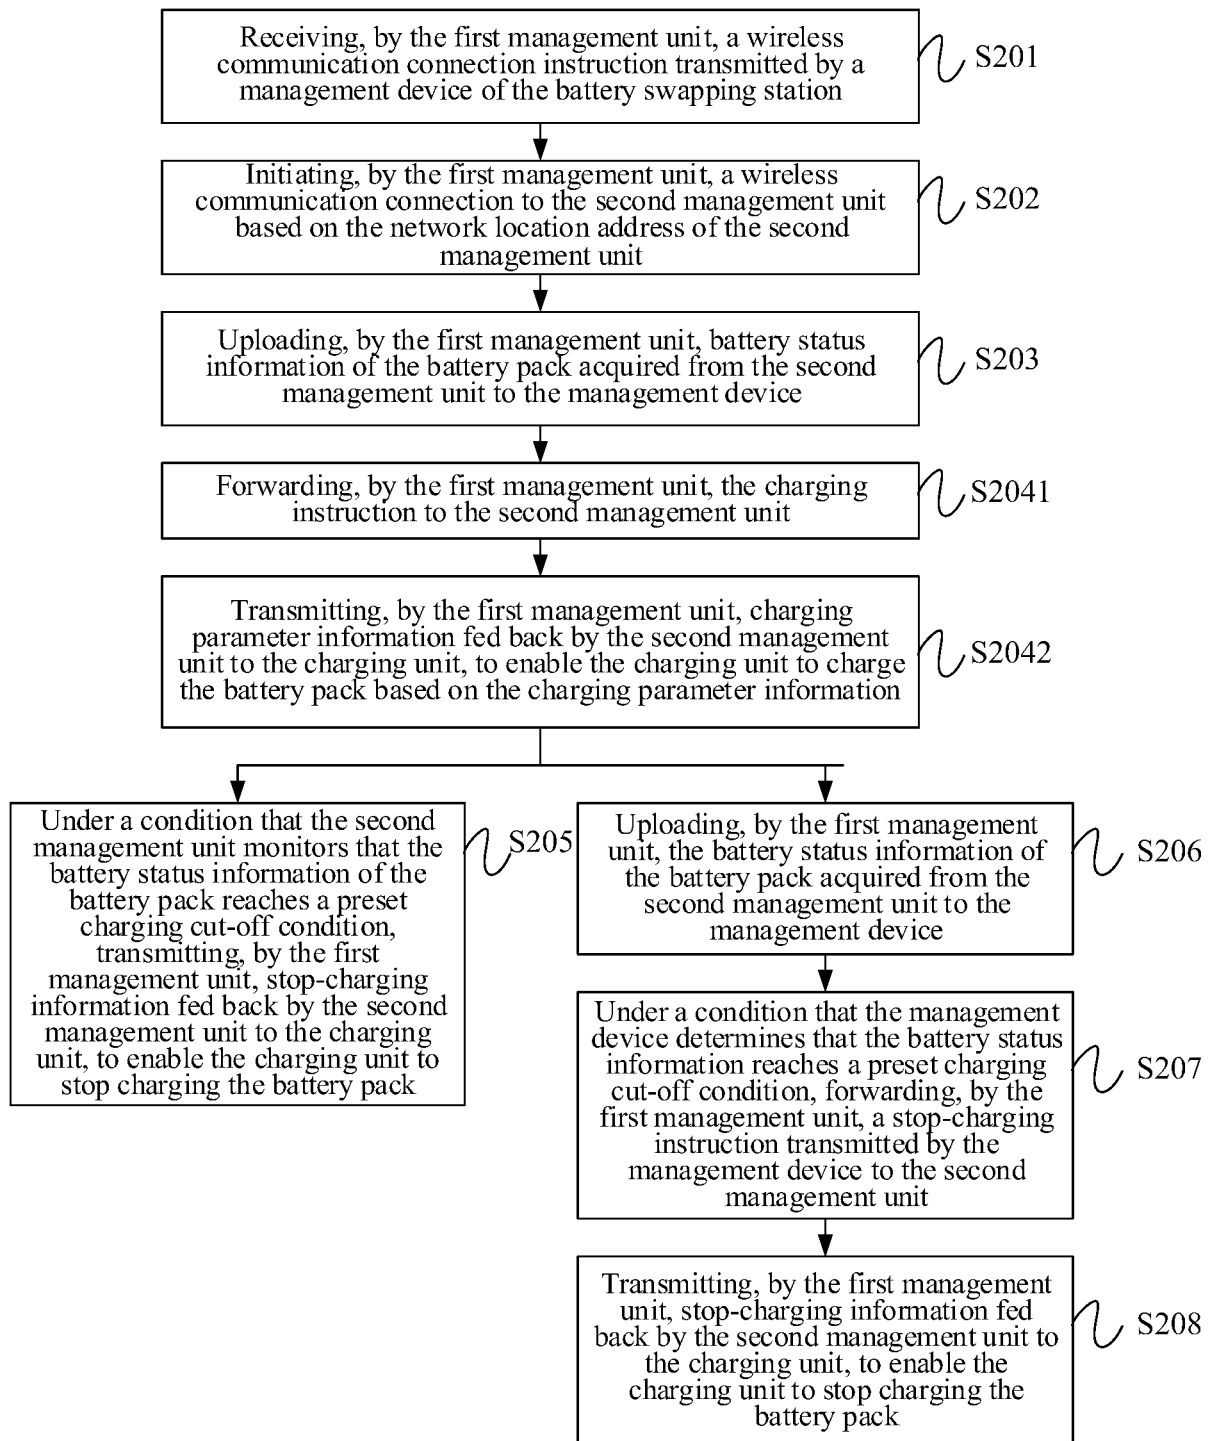 Receiving, by the first management unit, a wireless
communication connection instruction transmitted by a
management device of the battery swapping station
S201
Initiating, by the first management unit, a wireless
communication connection to the second management unit
based on the network location address of the second
management unit
S202
Uploading, by the first management unit, battery status
information of the battery pack acquired from the second
management unit to the management device
S203
Forwarding, by the first management unit, the charging
instruction to the second management unit
S2041
Transmitting, by the first management unit, charging
parameter information fed back by the second management
unit to the charging unit, to enable the charging unit to charge
the battery pack based on the charging parameter information
S2042
Under a condition that the second
management unit monitors that the
battery status information of the
battery pack reaches a preset
charging cut-off condition,
transmitting, by the first
management unit, stop-charging
information fed back by the second
management unit to the charging
unit, to enable the charging unit to
stop charging the battery pack
S205
Uploading, by the first management
unit, the battery status information of
the battery pack acquired from the
second management unit to the
management device
S206
Under a condition that the management
device determines that the battery status
information reaches a preset charging
cut-off condition, forwarding, by the
first management unit, a stop-charging
instruction transmitted by the
management device to the second
management unit
S207
Transmitting, by the first management
unit, stop-charging information fed
back by the second management unit to
the charging unit, to enable the
charging unit to stop charging the
battery pack
S208